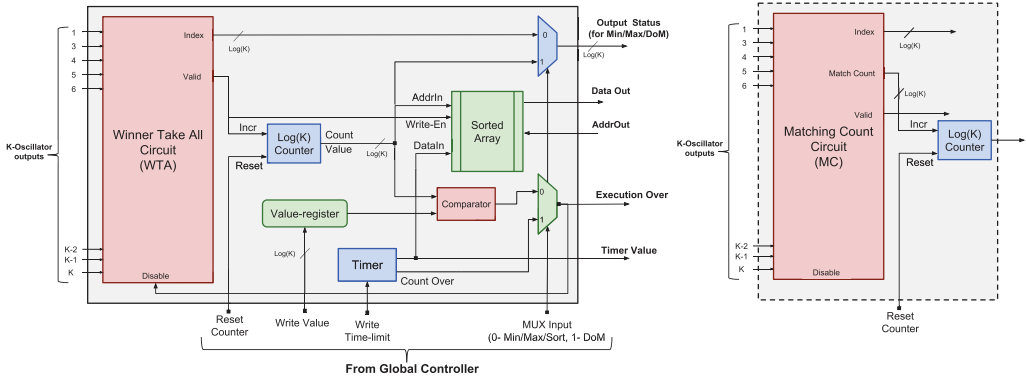 1
3
4
5
6
K-Oscillator
outputs
K-2
K-1
K
Winner Take All
Circuit
(WTA)
Index
Valid
Disable
Log(K)
Incr
Reset
Log(K)
Counter
Count
Value
Log(K)
AddrIn
Write-En
DataIn
Sorted
Array
0
1
Output Status
(for Min/Max/DoM)
Log(K)
Data Out
AddrOut
Value-register
Comparator
0
1
Execution Over
Log(K)
Timer
Count Over
Timer Value
Reset
Counter
Write Value
Write
Time-limit
MUX Input
(0- Min/Max/Sort, 1- DoM
From Global Controller
1
3
4
5
6
K-Oscillator
outputs
K-2
K-1
K
Matching Count
Circuit
(MC)
Index
Log(K)
Match Count
Log(K)
Valid
Disable
Incr
Reset
Log(K)
Counter
Reset
Counter